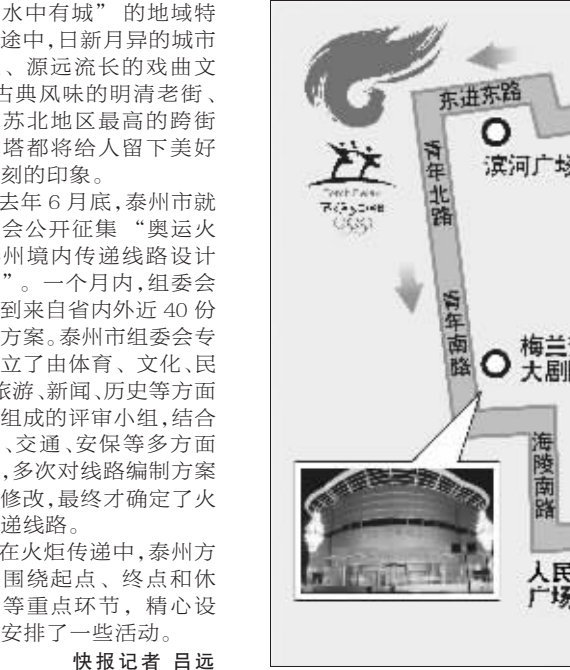 水中有城”的地域特
途中,日新月异的城市
、源远流长的戏曲文
古典风味的明清老街、
苏北地区最高的跨街
塔都将给人留下美好
刻的印象。
去年 6 月底,泰州市就
会公开征集 “奥运火
州境内传递线路设计
”。一个月内,组委会
到来自省内外近 40 份
方案。泰州市组委会专
立了由体育、文化、民
旅游、新闻、历史等方面
组成的评审小组,结合
、交通、安保等多方面
,多次对线路编制方案
修改,最终才确定了火
递线路。
在火炬传递中,泰州方
围绕起点、终点和休
等重点环节,精心设
安排了一些活动。
快报记者 吕远
东进东路
滨河广场
青年北路
青年南路
梅兰
大剧
海陵南路
人民
广场